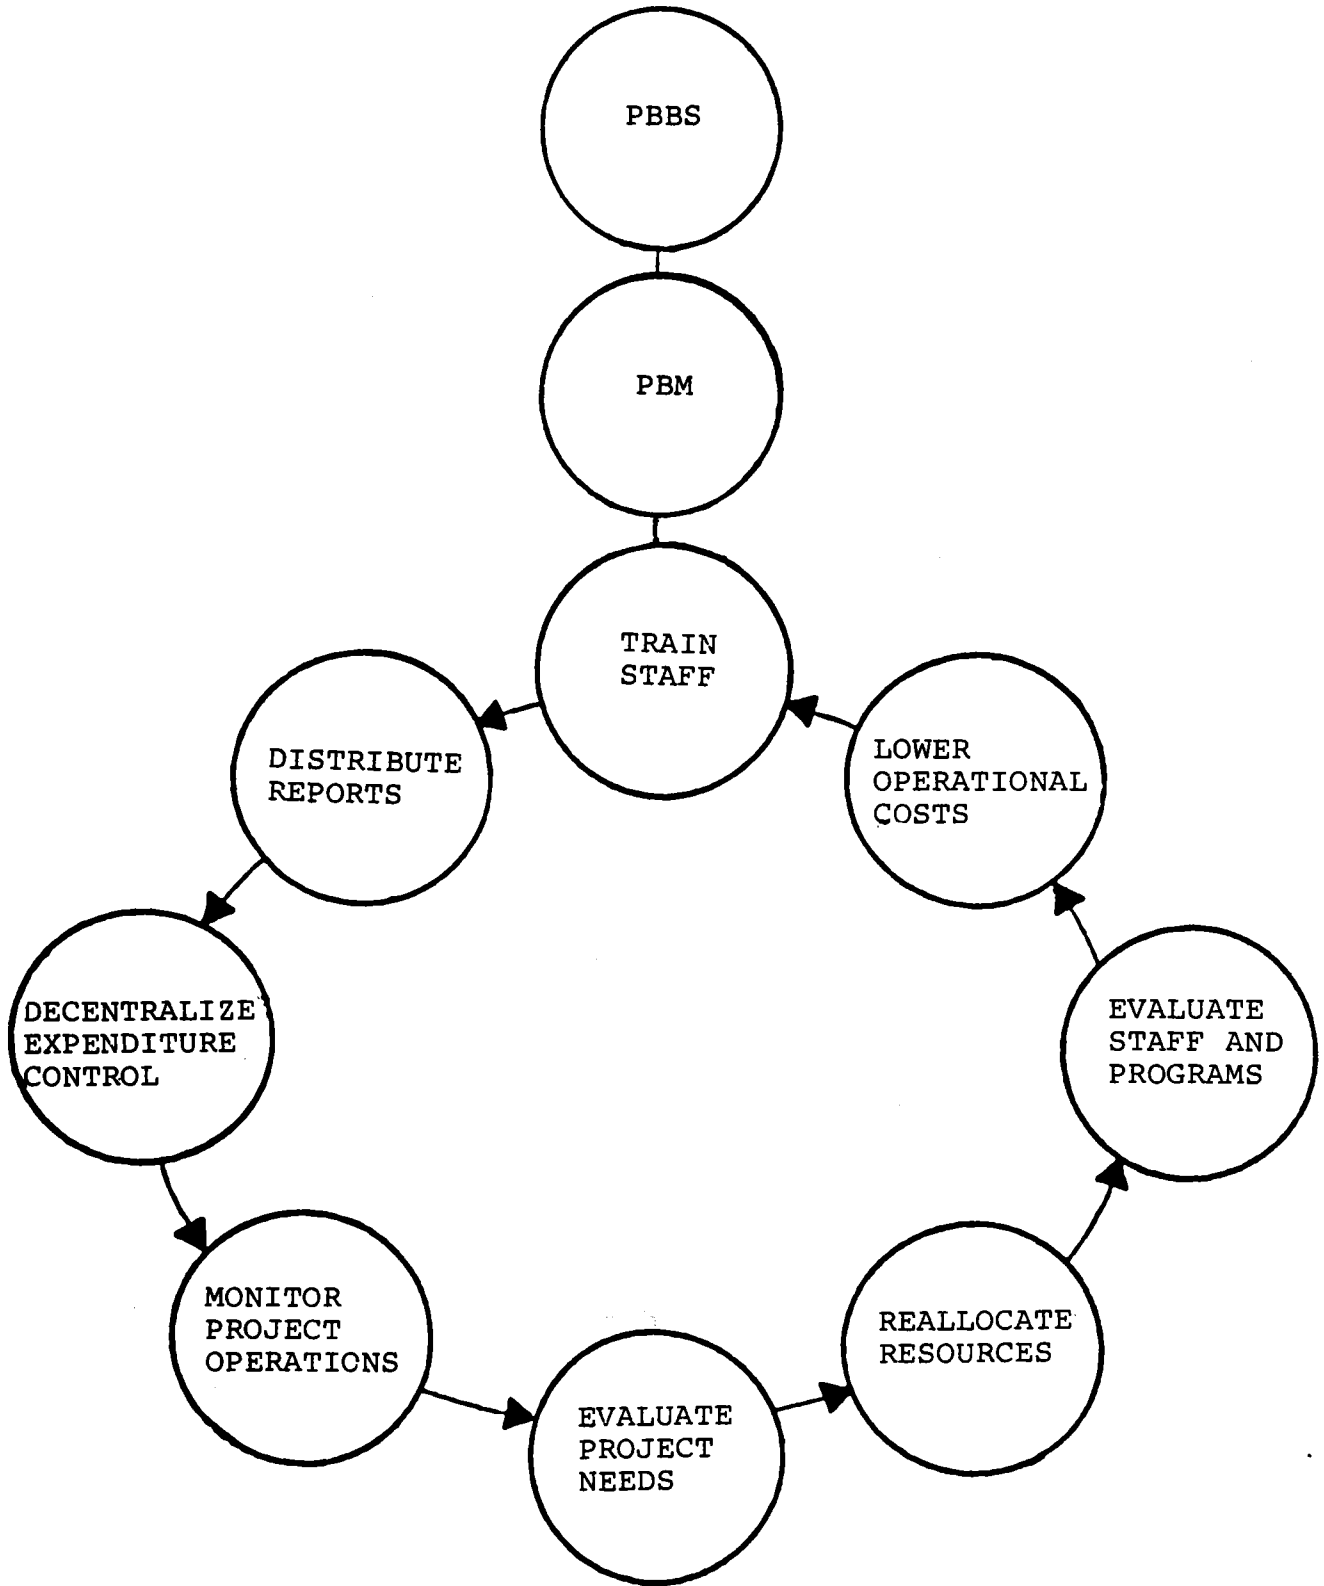 PBBS
PBM
TRAIN
STAFF
DISTRIBUTE
REPORTS
LOWER
OPERATIONAL
COSTS
DECENTRALIZE
EXPENDITURE
CONTROL
EVALUATE
STAFF AND
PROGRAMS
MONITOR
PROJECT
OPERATIONS
REALLOCATE
RESOURCES
EVALUATE
PROJECT
NEEDS